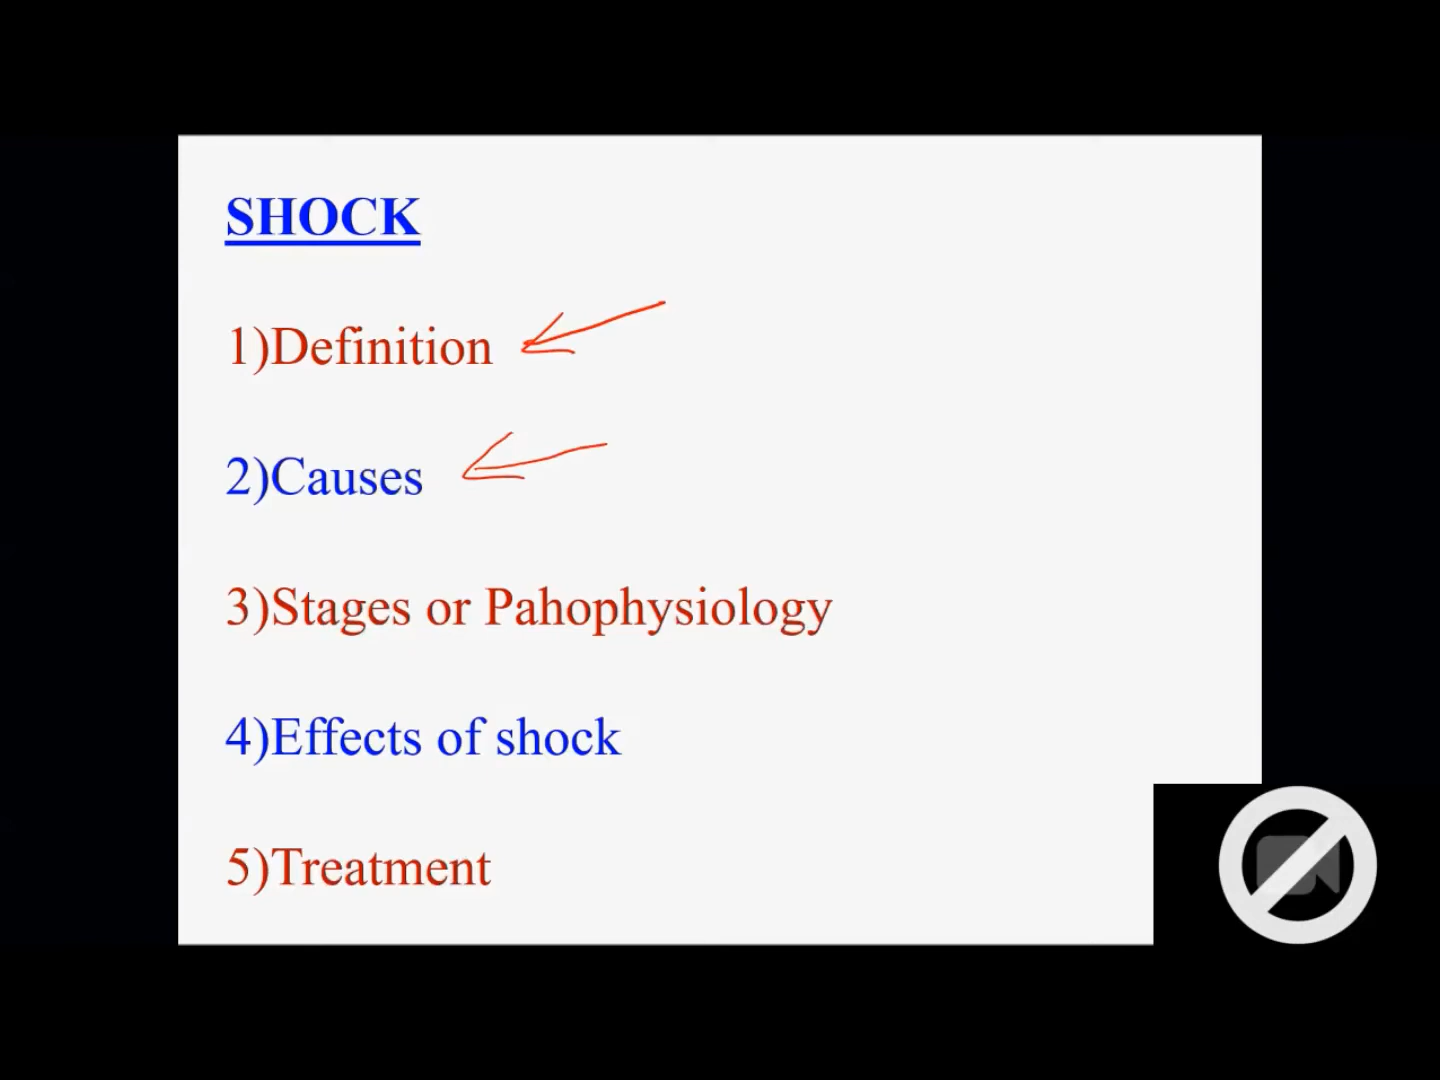 SHOCK
1)Definition
2)Causes
3)Stages or Pahophysiology
4)Effects of shock
5)Treatment